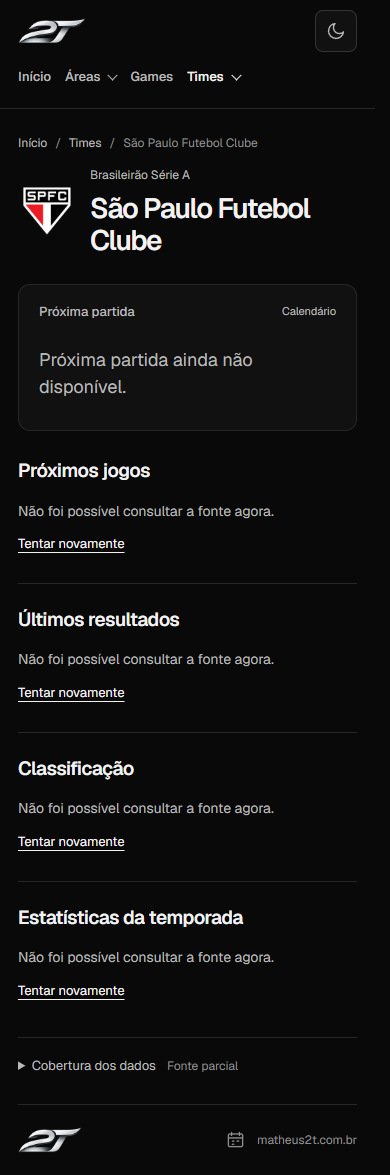 2T
Início Áreas Games Times
Início / Times / São Paulo Futebol Clube
Brasileirão Série A
SPFC
São Paulo Futebol
Clube
Próxima partida Calendário
Próxima partida ainda não
disponível.
Próximos jogos
Não foi possível consultar a fonte agora.
Tentar novamente
Últimos resultados
Não foi possível consultar a fonte agora.
Tentar novamente
Classificação
Não foi possível consultar a fonte agora.
Tentar novamente
Estatísticas da temporada
Não foi possível consultar a fonte agora.
Tentar novamente
Cobertura dos dados Fonte parcial
2T matheus2t.com.br